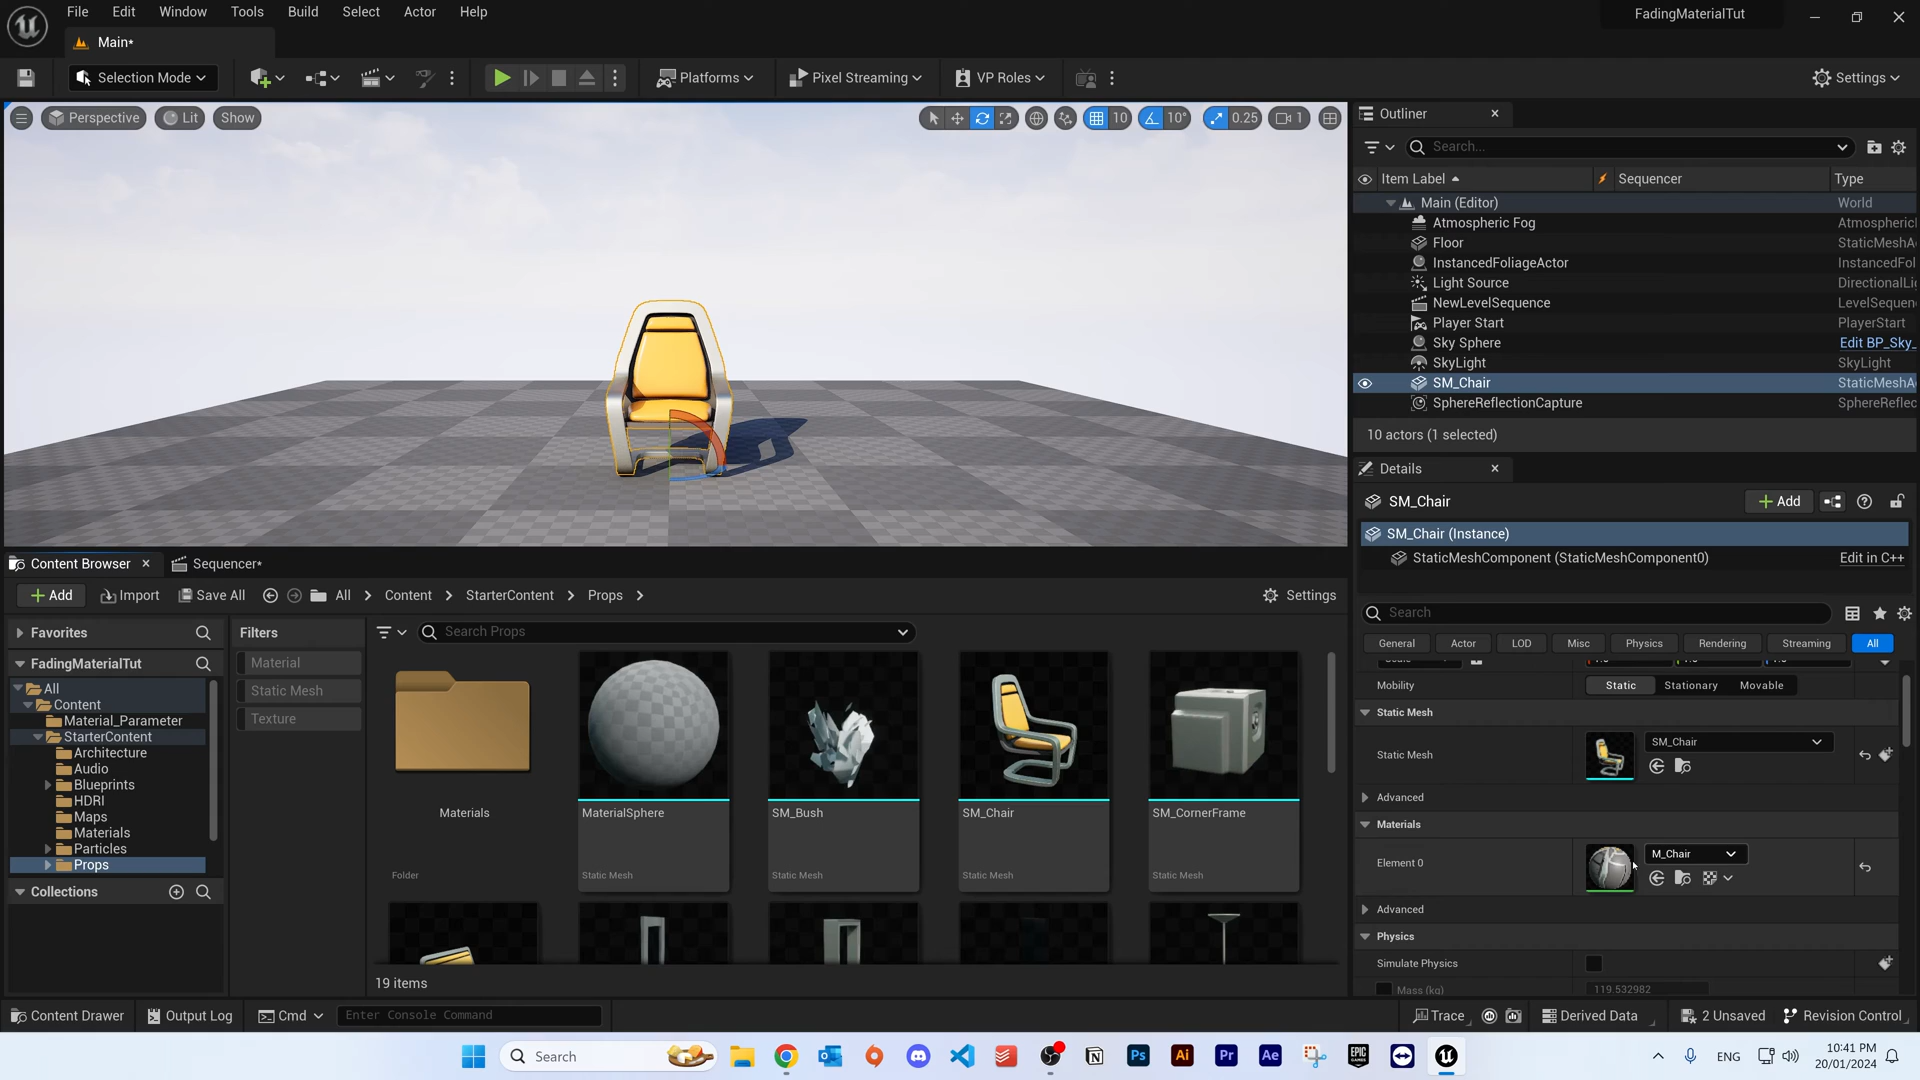 File Edit Window Tools Build Select Actor Help
FadingMaterialTut
Main*
Selection Mode
Platforms
Pixel Streaming
VP Roles
Settings
Perspective Lit Show
10 10° 0.25 1
Outliner
Search...
Item Label Sequencer Type
Main (Editor) World
Atmospheric Fog Atmospheric
Floor StaticMeshA
InstancedFoliageActor InstancedFol
Light Source DirectionalLi
NewLevelSequence LevelSequen
Player Start PlayerStart
Sky Sphere Edit BP_Sky_
SkyLight SkyLight
SM_Chair StaticMeshA
SphereReflectionCapture SphereReflec
10 actors (1 selected)
Details
SM_Chair
Add
SM_Chair (Instance)
StaticMeshComponent (StaticMeshComponent0) Edit in C++
Search
General Actor LOD Misc Physics Rendering Streaming All
Mobility Static Stationary Movable
Static Mesh
Static Mesh SM_Chair
Advanced
Materials
Element 0 M_Chair
Advanced
Physics
Simulate Physics
Mass (kg) 119.532982
Content Browser Sequencer*
Add Import Save All All Content StarterContent Props Settings
Favorites
FadingMaterialTut
All
Content
Material_Parameter
StarterContent
Architecture
Audio
Blueprints
HDRI
Maps
Materials
Particles
Props
Collections
Filters
Material
Static Mesh
Texture
Search Props
Materials
Folder
MaterialSphere
Static Mesh
SM_Bush
Static Mesh
SM_Chair
Static Mesh
SM_CornerFrame
Static Mesh
19 items
Content Drawer Output Log Cmd Enter Console Command Trace Derived Data 2 Unsaved Revision Control
Search
Ps Ai Pr Ae EPIC GAMES
ENG
10:41 PM
20/01/2024